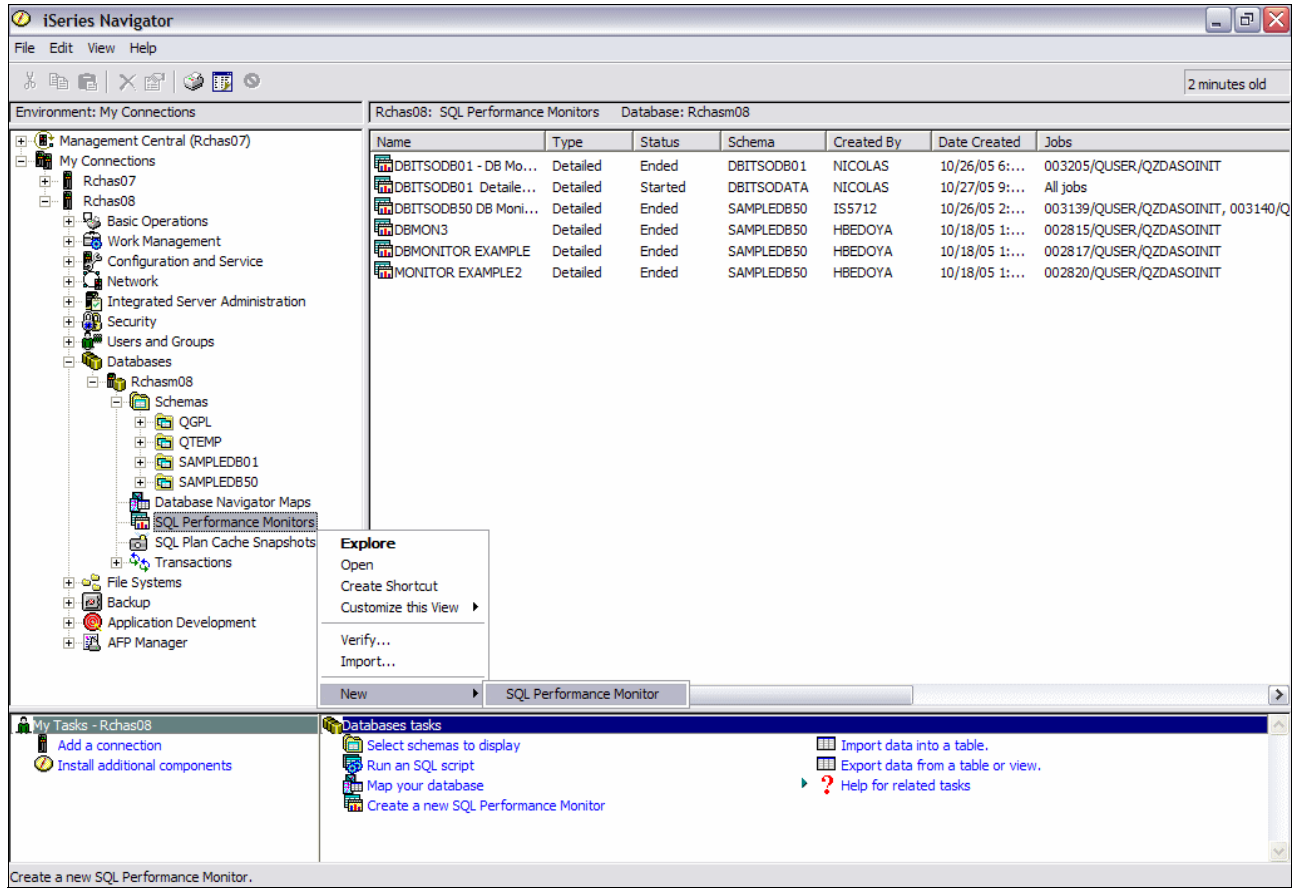 iSeries Navigator
File Edit View Help
2 minutes old
Environment: My Connections
Rchas08: SQL Performance Monitors Database: Rchasm08
Management Central (Rchas07)
My Connections
Rchas07
Rchas08
Basic Operations
Work Management
Configuration and Service
Network
Integrated Server Administration
Security
Users and Groups
Databases
Rchasm08
Schemas
QGPL
QTEMP
SAMPLEDB01
SAMPLEDB50
Database Navigator Maps
SQL Performance Monitors
SQL Plan Cache Snapshots
Transactions
File Systems
Backup
Application Development
AFP Manager
Name Type Status Schema Created By Date Created Jobs
DBITSODB01 - DB Mo... Detailed Ended DBITSODB01 NICOLAS 10/26/05 6:... 003205/QUSER/QZDASOINIT
DBITSODB01 Detaile... Detailed Started DBITSODATA NICOLAS 10/27/05 9:... All jobs
DBITSODB50 DB Moni... Detailed Ended SAMPLEDB50 IS5712 10/26/05 2:... 003139/QUSER/QZDASOINIT, 003140/Q
DBMON3 Detailed Ended SAMPLEDB50 HBEDOYA 10/18/05 1:... 002815/QUSER/QZDASOINIT
DBMONITOR EXAMPLE Detailed Ended SAMPLEDB50 HBEDOYA 10/18/05 1:... 002817/QUSER/QZDASOINIT
MONITOR EXAMPLE2 Detailed Ended SAMPLEDB50 HBEDOYA 10/18/05 1:... 002820/QUSER/QZDASOINIT
Explore
Open
Create Shortcut
Customize this View
Verify...
Import...
New
SQL Performance Monitor
My Tasks - Rchas08
Add a connection
Install additional components
Databases tasks
Select schemas to display
Run an SQL script
Map your database
Create a new SQL Performance Monitor
Import data into a table.
Export data from a table or view.
Help for related tasks
Create a new SQL Performance Monitor.